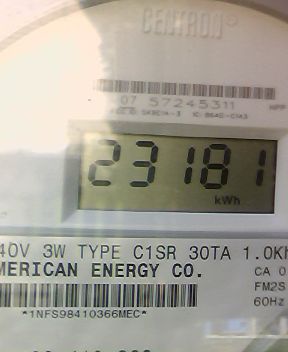 CENTRON®
07 57245311
23181
kWh
40V 3W TYPE C1SR 30TA 1.0Kh
MERICAN ENERGY CO.
CA 0
FM2S
60Hz
*1NFS98410366MEC*